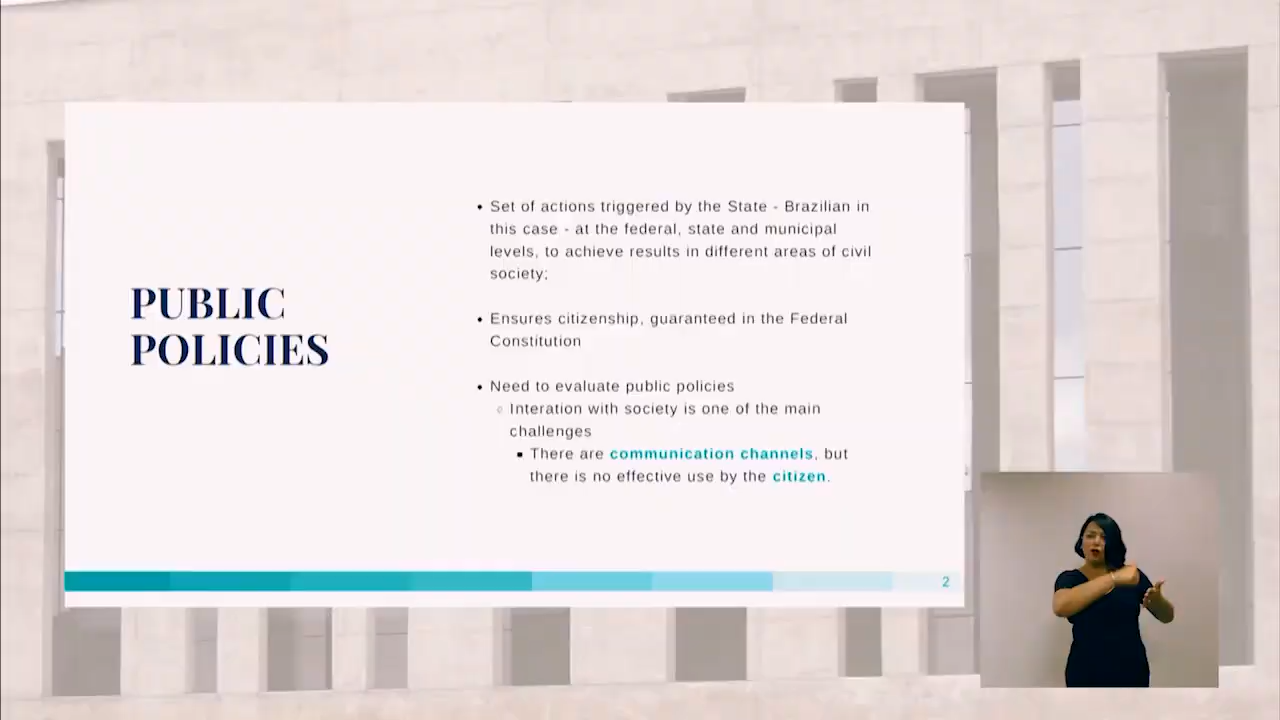 PUBLIC
POLICIES
• Set of actions triggered by the State - Brazilian in
this case - at the federal, state and municipal
levels, to achieve results in different areas of civil
society;
• Ensures citizenship, guaranteed in the Federal
Constitution
• Need to evaluate public policies
○ Interation with society is one of the main
challenges
▪ There are communication channels, but
there is no effective use by the citizen.
2